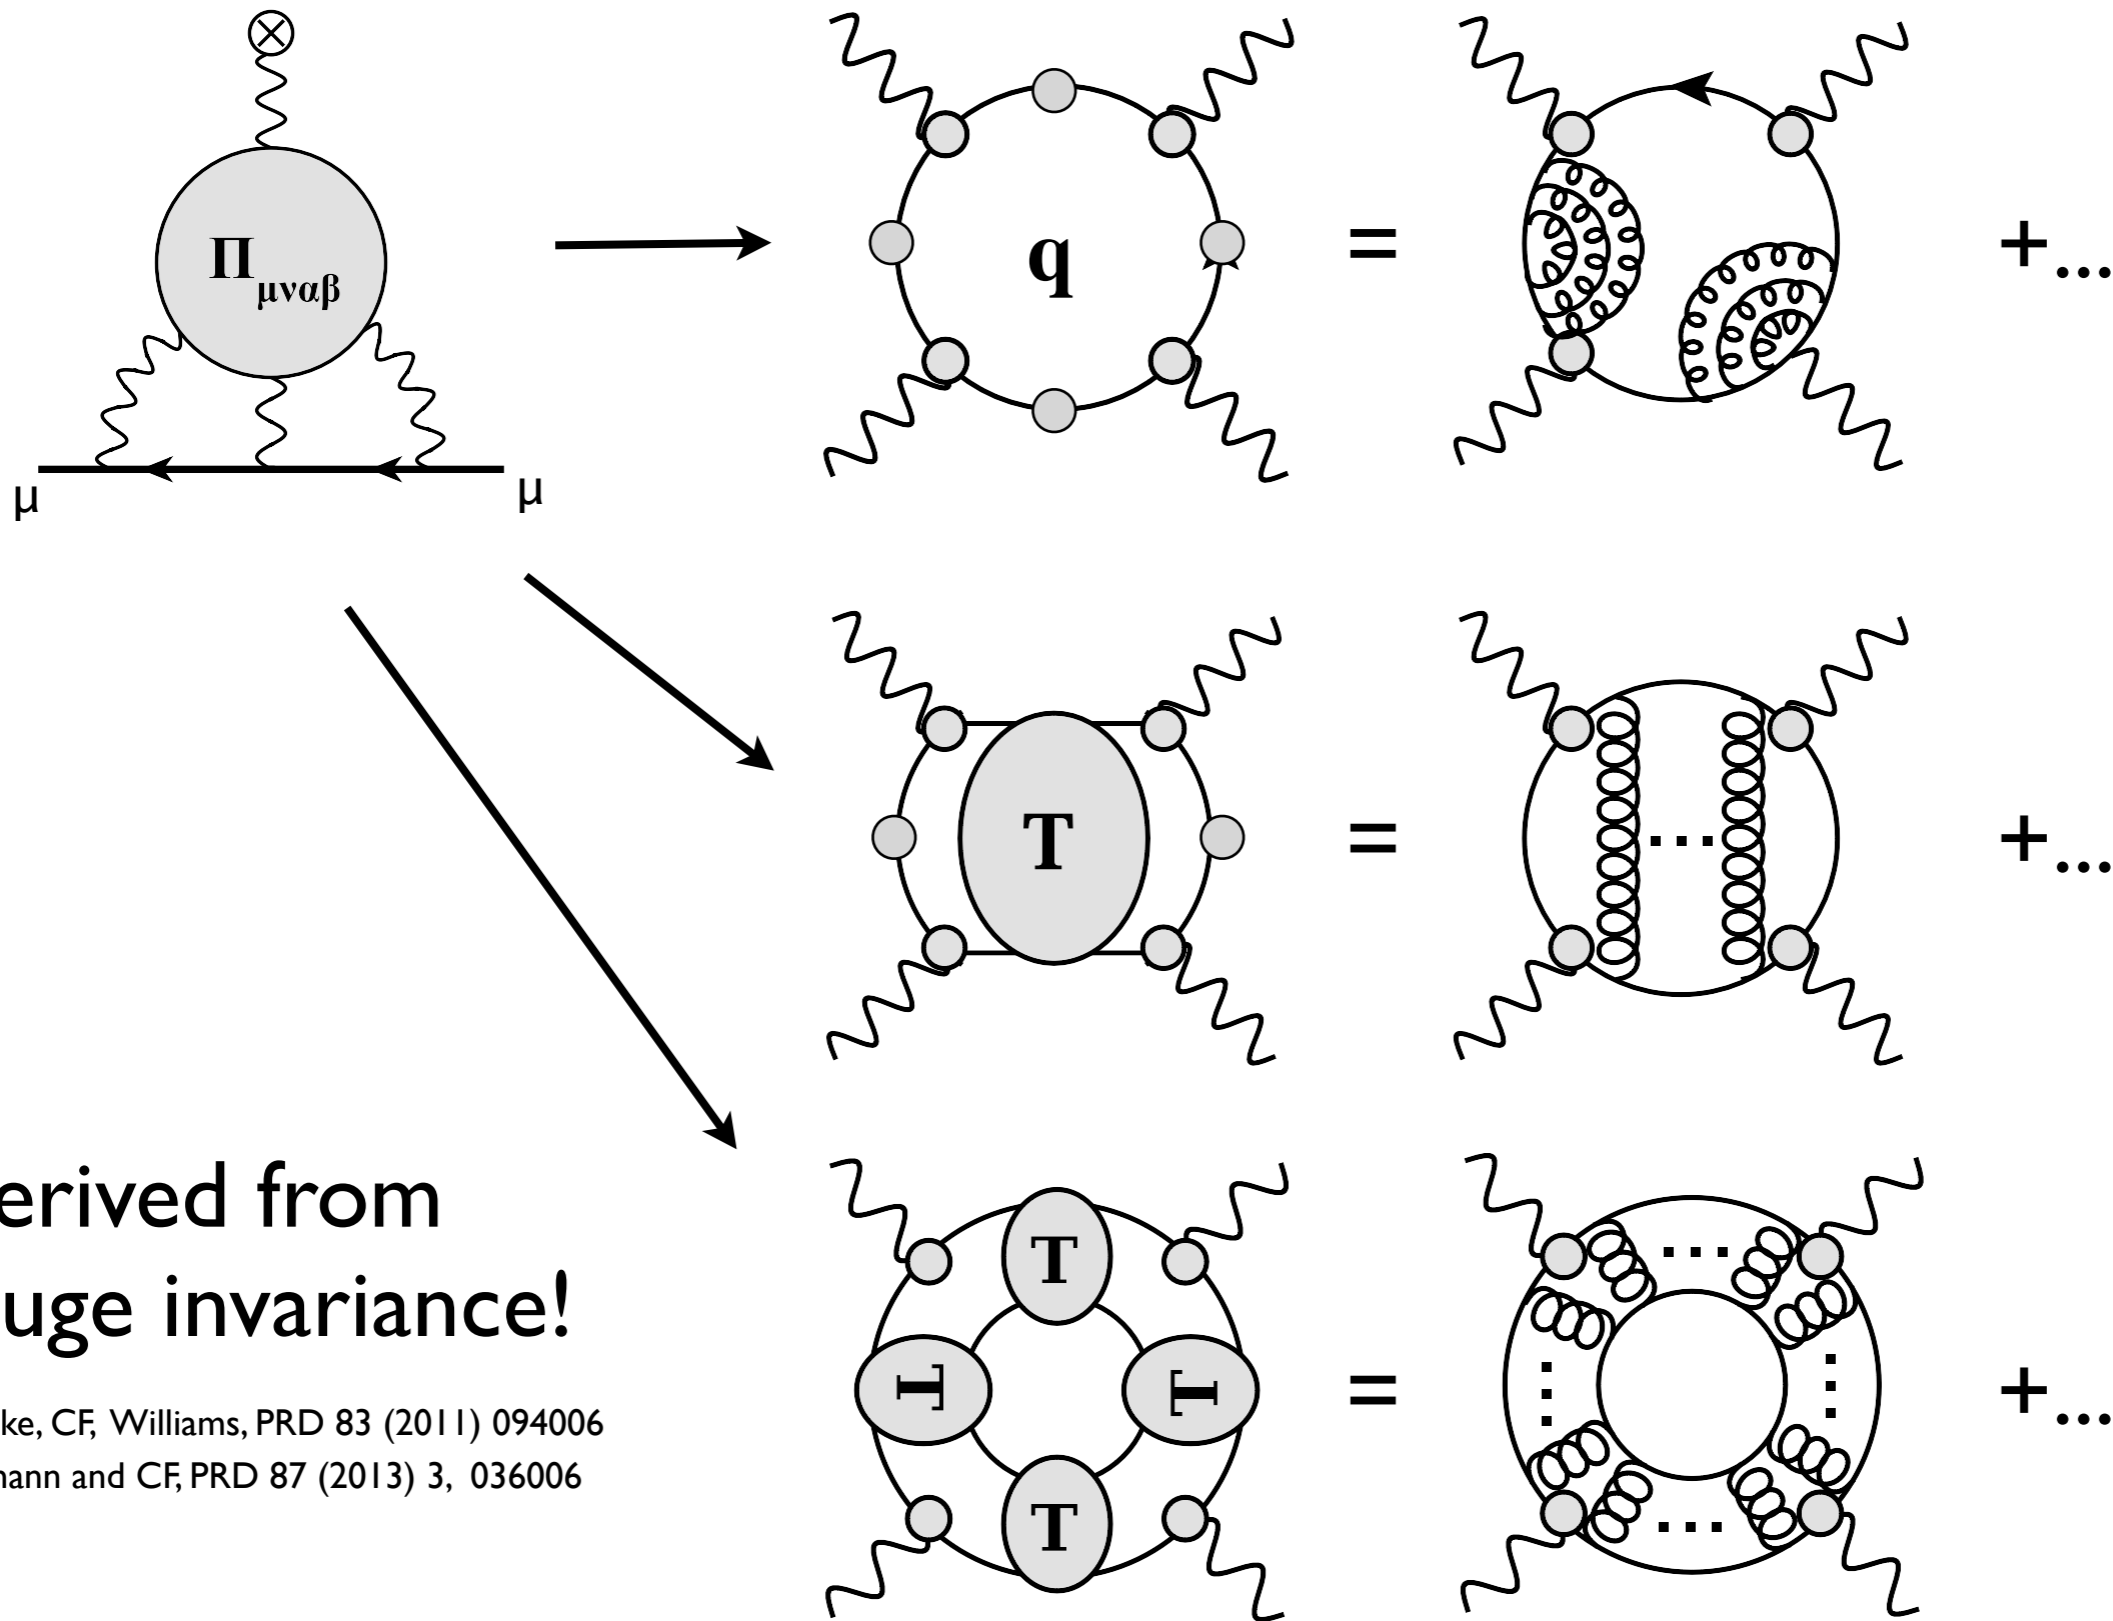 Π μναβ
μ μ
q
= +...
T
= +...
erived from
uge invariance!
ke, CF, Williams, PRD 83 (2011) 094006
nann and CF, PRD 87 (2013) 3, 036006
T
T T
T
= +...